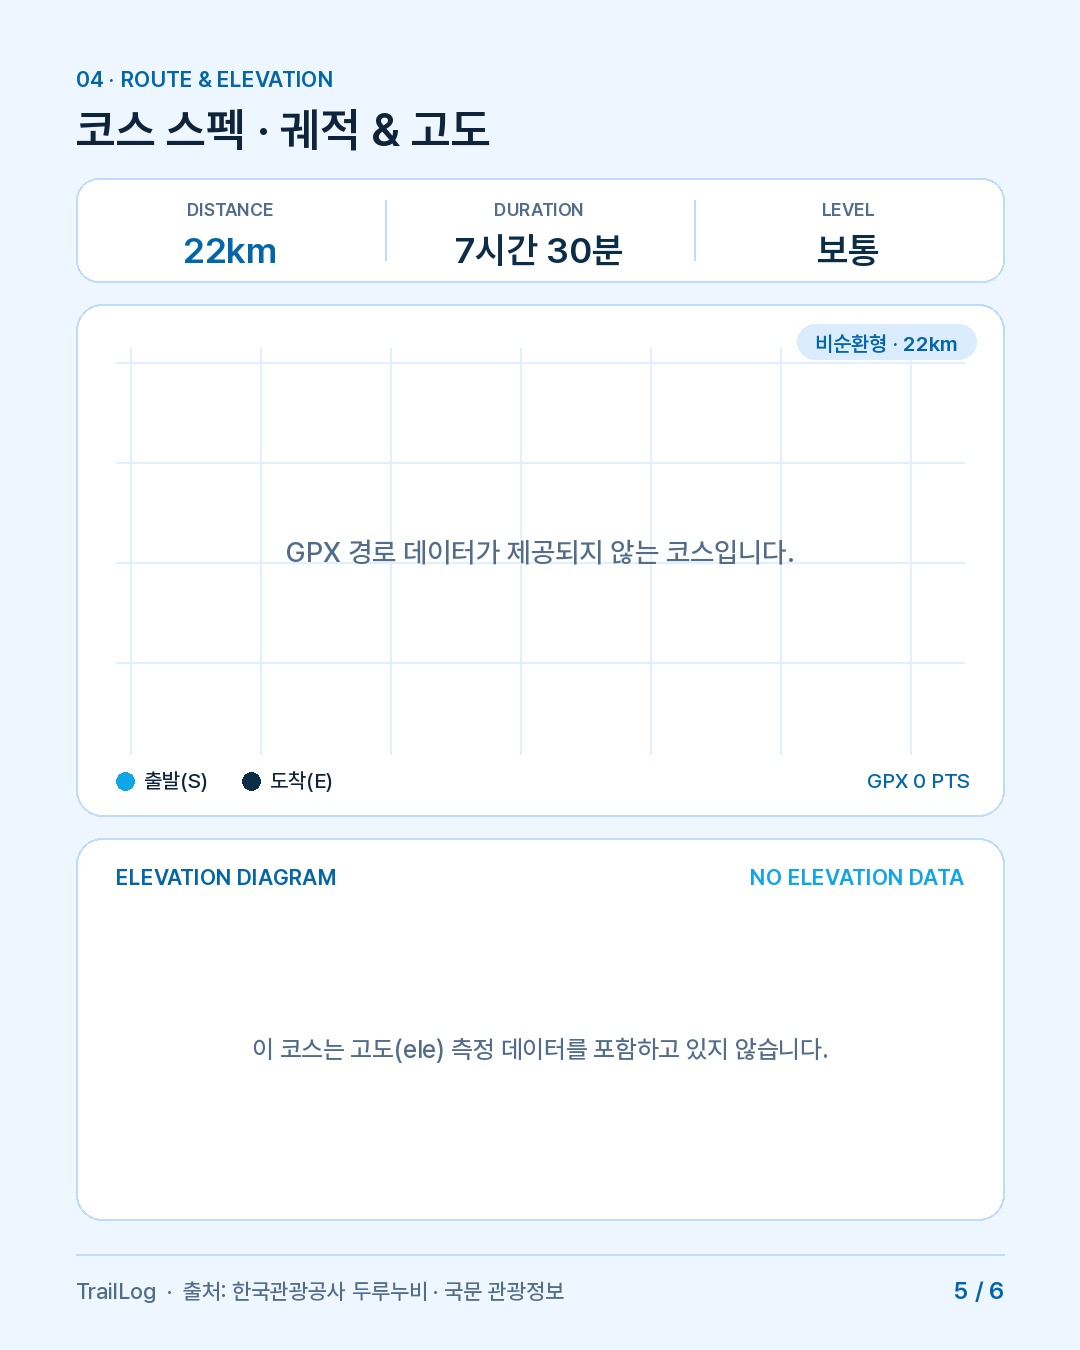 04 · ROUTE & ELEVATION
코스 스펙 · 궤적 & 고도
DISTANCE
22km
DURATION
7시간 30분
LEVEL
보통
비순환형 · 22km
GPX 경로 데이터가 제공되지 않는 코스입니다.
출발(S)
도착(E)
GPX 0 PTS
ELEVATION DIAGRAM
NO ELEVATION DATA
이 코스는 고도(ele) 측정 데이터를 포함하고 있지 않습니다.
TrailLog · 출처: 한국관광공사 두루누비 · 국문 관광정보
5 / 6